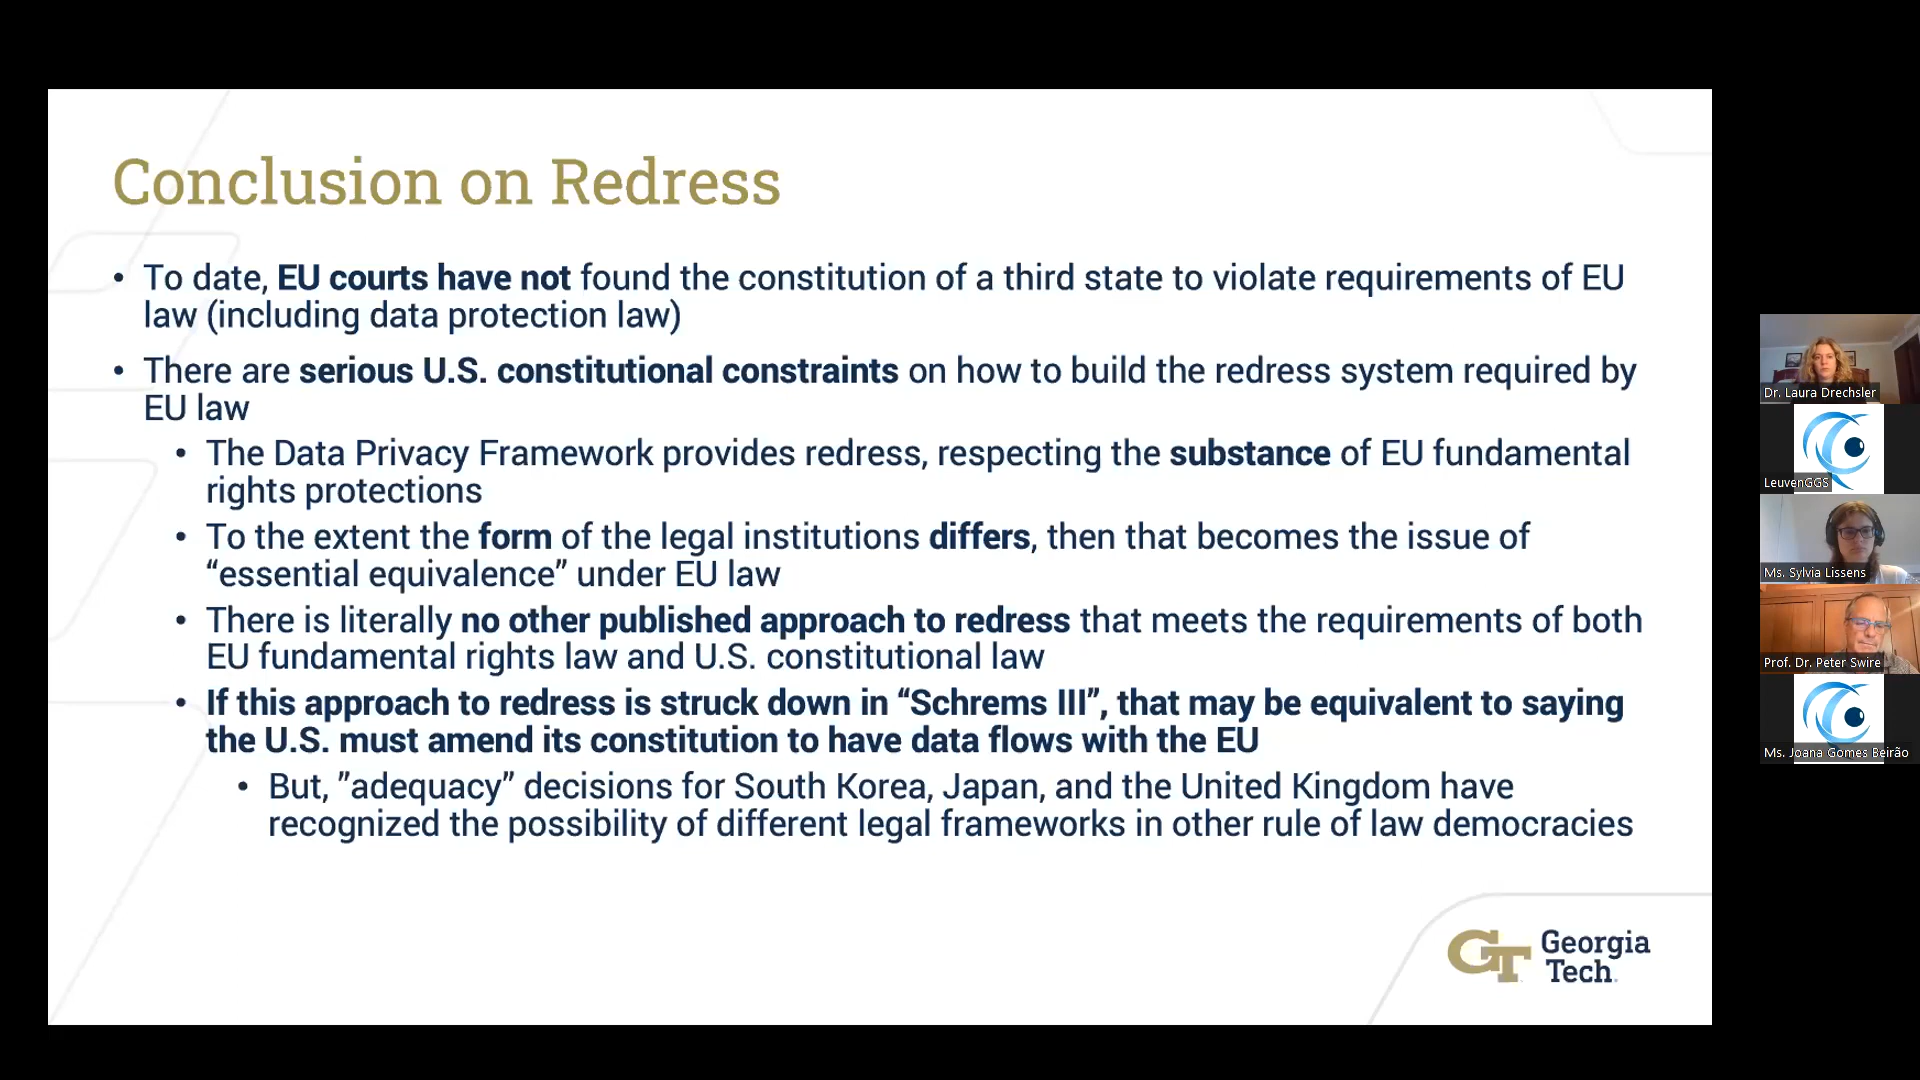 Conclusion on Redress
• To date, EU courts have not found the constitution of a third state to violate requirements of EU
law (including data protection law)
• There are serious U.S. constitutional constraints on how to build the redress system required by
EU law
• The Data Privacy Framework provides redress, respecting the substance of EU fundamental
rights protections
• To the extent the form of the legal institutions differs, then that becomes the issue of
“essential equivalence” under EU law
• There is literally no other published approach to redress that meets the requirements of both
EU fundamental rights law and U.S. constitutional law
• If this approach to redress is struck down in “Schrems III”, that may be equivalent to saying
the U.S. must amend its constitution to have data flows with the EU
• But, ”adequacy” decisions for South Korea, Japan, and the United Kingdom have
recognized the possibility of different legal frameworks in other rule of law democracies
GT Georgia
Tech
Dr. Laura Drechsler
LeuvenGGS
Ms. Sylvia Lissens
Prof. Dr. Peter Swire
Ms. Joana Gomes Beirão